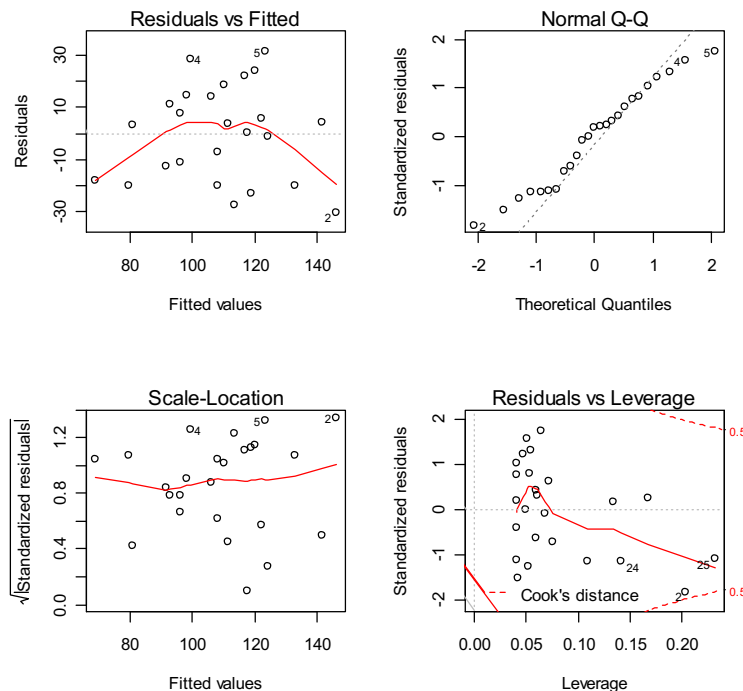 Residuals vs Fitted
Residuals
30
10
-10
-30
4
5
2
80 100 120 140
Fitted values
Normal Q-Q
Standardized residuals
2
1
0
-1
4
5
2
-2 -1 0 1 2
Theoretical Quantiles
Scale-Location
√|Standardized residuals|
1.2
0.8
0.4
0.0
4
5
2
80 100 120 140
Fitted values
Residuals vs Leverage
Standardized residuals
2
1
0
-1
-2
0.5
24
25
2
0.5
Cook's distance
0.00 0.05 0.10 0.15 0.20
Leverage